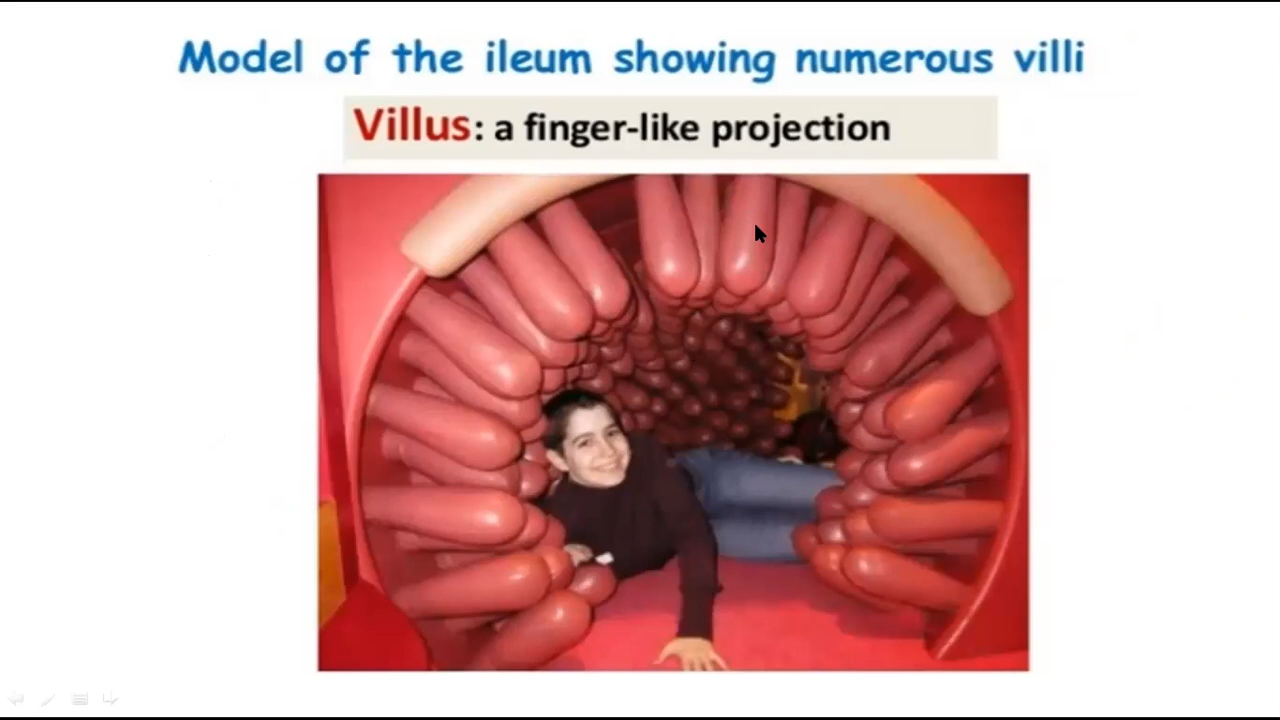 Model of the ileum showing numerous villi
Villus: a finger-like projection